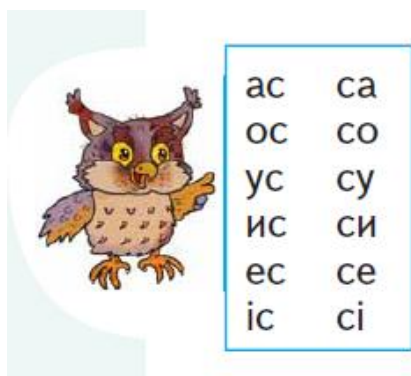 ас са
ос со
ус су
ис си
ес се
іс сі